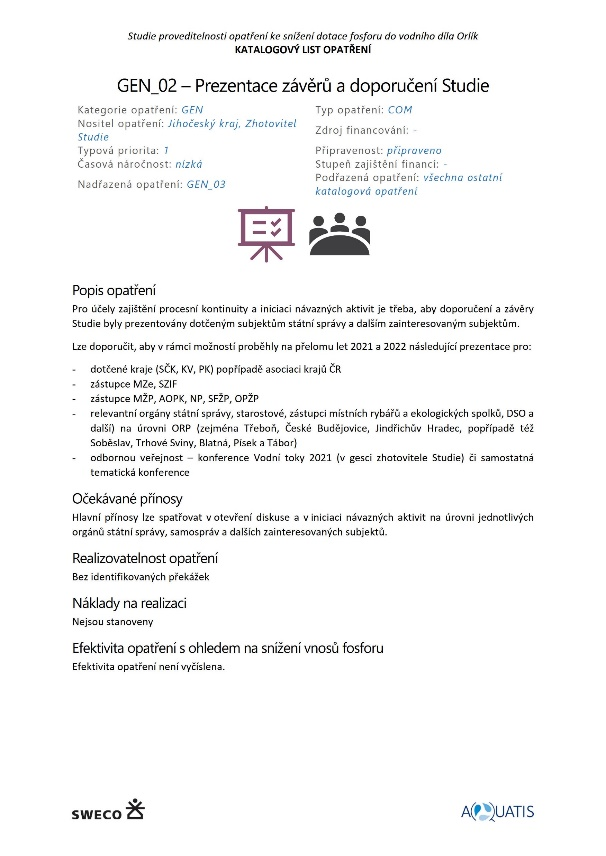 Studie proveditelnosti opatření ke snížení dotace fosforu do vodního díla Orlík
KATALOGOVÝ LIST OPATŘENÍ
GEN_02 – Prezentace závěrů a doporučení Studie
Kategorie opatření: GEN
Nositel opatření: Jihočeský kraj, Zhotovitel
Studie
Typová priorita: 1
Časová náročnost: nízká
Nadřazená opatření: GEN_03
Typ opatření: COM
Zdroj financování: -
Připravenost: připraveno
Stupeň zajištění financí: -
Podřazená opatření: všechna ostatní
katalogová opatření
Popis opatření
Pro účely zajištění procesní kontinuity a iniciaci návazných aktivit je třeba, aby doporučení a závěry
Studie byly prezentovány dotčeným subjektům státní správy a dalším zainteresovaným subjektům.
Lze doporučit, aby v rámci možností proběhly na přelomu let 2021 a 2022 následující prezentace pro:
- dotčené kraje (SČK, KV, PK) popřípadě asociaci krajů ČR
- zástupce MZe, SZIF
- zástupce MŽP, AOPK, NP, SFŽP, OPŽP
- relevantní orgány státní správy, starostové, zástupci místních rybářů a ekologických spolků, DSO a
další) na úrovni ORP (zejména Třeboň, České Budějovice, Jindřichův Hradec, popřípadě též
Soběslav, Trhové Sviny, Blatná, Písek a Tábor)
- odbornou veřejnost – konference Vodní toky 2021 (v gesci zhotovitele Studie) či samostatná
tematická konference
Očekávané přínosy
Hlavní přínosy lze spatřovat v otevření diskuse a v iniciaci návazných aktivit na úrovni jednotlivých
orgánů státní správy, samospráv a dalších zainteresovaných subjektů.
Realizovatelnost opatření
Bez identifikovaných překážek
Náklady na realizaci
Nejsou stanoveny
Efektivita opatření s ohledem na snížení vnosů fosforu
Efektivita opatření není vyčíslena.
SWECO
AQUATIS